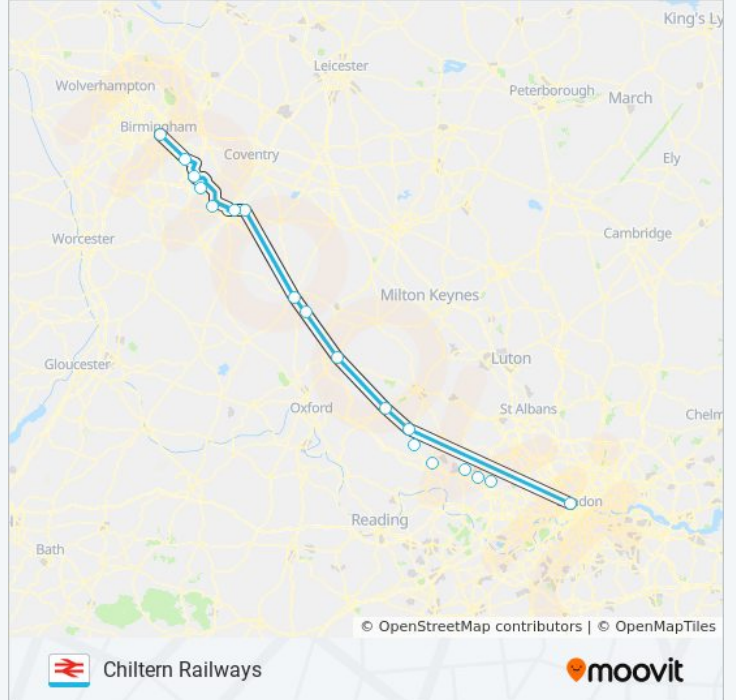 King's Ly
Leicester
Wolverhampton
Peterborough
March
Birmingham
Coventry
Ely
Worcester
Cambridge
Milton Keynes
Gloucester
Luton
Oxford
St Albans
Chelm
don
Reading
Bath
© OpenStreetMap contributors | © OpenMapTiles
Chiltern Railways
moovit